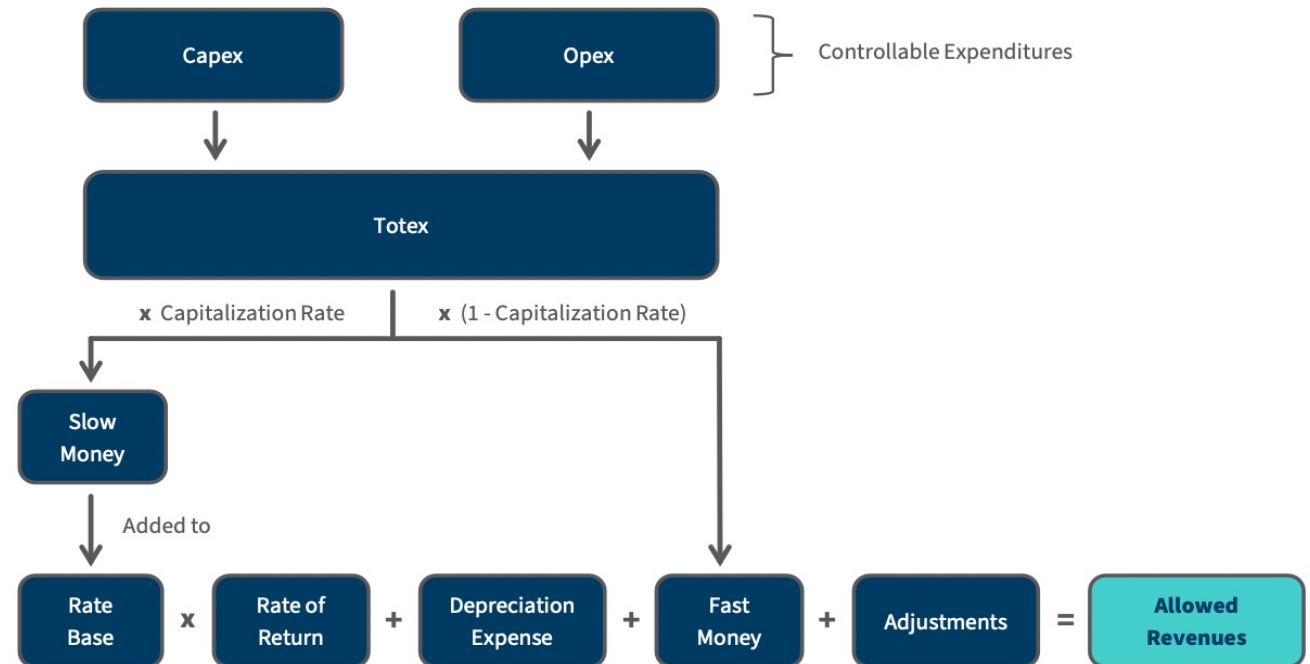 Capex
Opex
Controllable Expenditures
Totex
x Capitalization Rate
x (1 - Capitalization Rate)
Slow
Money
Added to
Rate
Base
x
Rate of
Return
+
Depreciation
Expense
+
Fast
Money
+
Adjustments
=
Allowed
Revenues